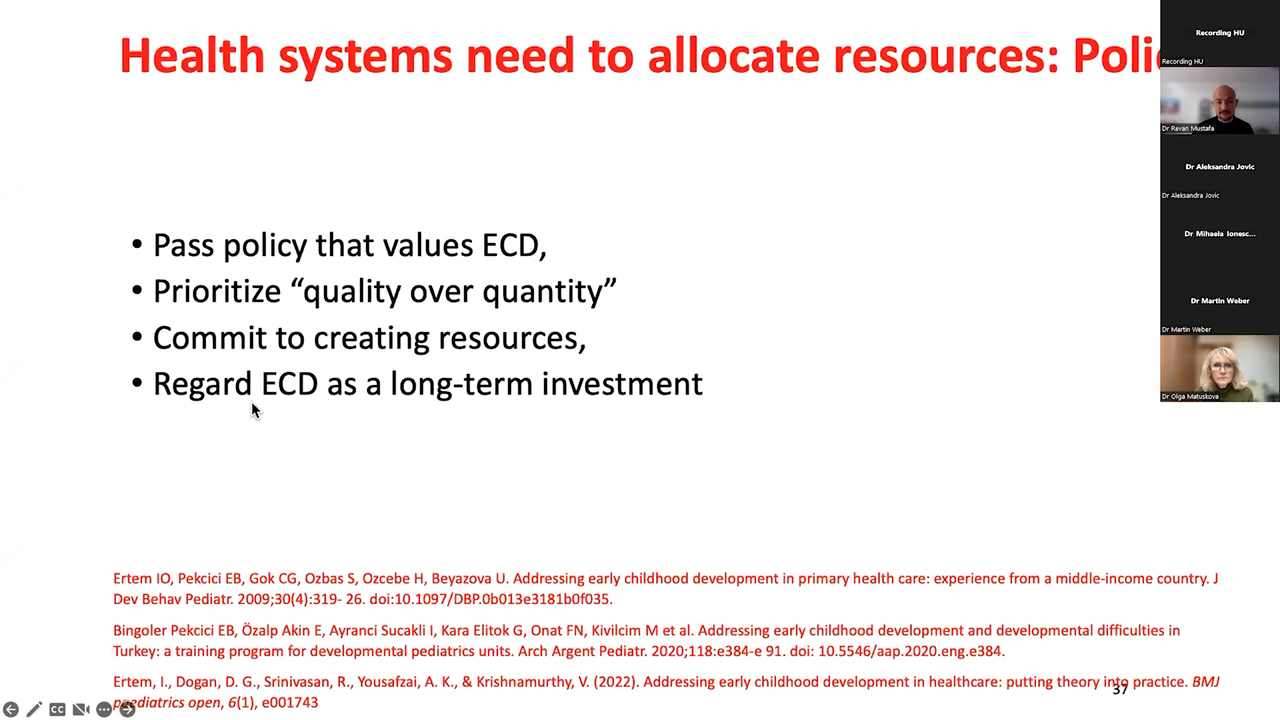 Health systems need to allocate resources: Poli
• Pass policy that values ECD,
• Prioritize “quality over quantity”
• Commit to creating resources,
• Regard ECD as a long-term investment
Ertem IO, Pekcici EB, Gok CG, Ozbas S, Ozcebe H, Beyazova U. Addressing early childhood development in primary health care: experience from a middle-income country. J
Dev Behav Pediatr. 2009;30(4):319- 26. doi:10.1097/DBP.0b013e3181b0f035.
Bingoler Pekcici EB, Özalp Akin E, Ayranci Sucakli I, Kara Elitok G, Onat FN, Kivilcim M et al. Addressing early childhood development and developmental difficulties in
Turkey: a training program for developmental pediatrics units. Arch Argent Pediatr. 2020;118:e384-e 91. doi: 10.5546/aap.2020.eng.e384.
Ertem, I., Dogan, D. G., Srinivasan, R., Yousafzai, A. K., & Krishnamurthy, V. (2022). Addressing early childhood development in healthcare: putting theory into practice. BMJ
paediatrics open, 6(1), e001743
37
CC
Recording HU
Recording HU
Dr Revan Mustafa
Dr Aleksandra Jovic
Dr Aleksandra Jovic
Dr Mihaela Ionesc...
Dr Martin Weber
Dr Martin Weber
Dr Olga Matuskova